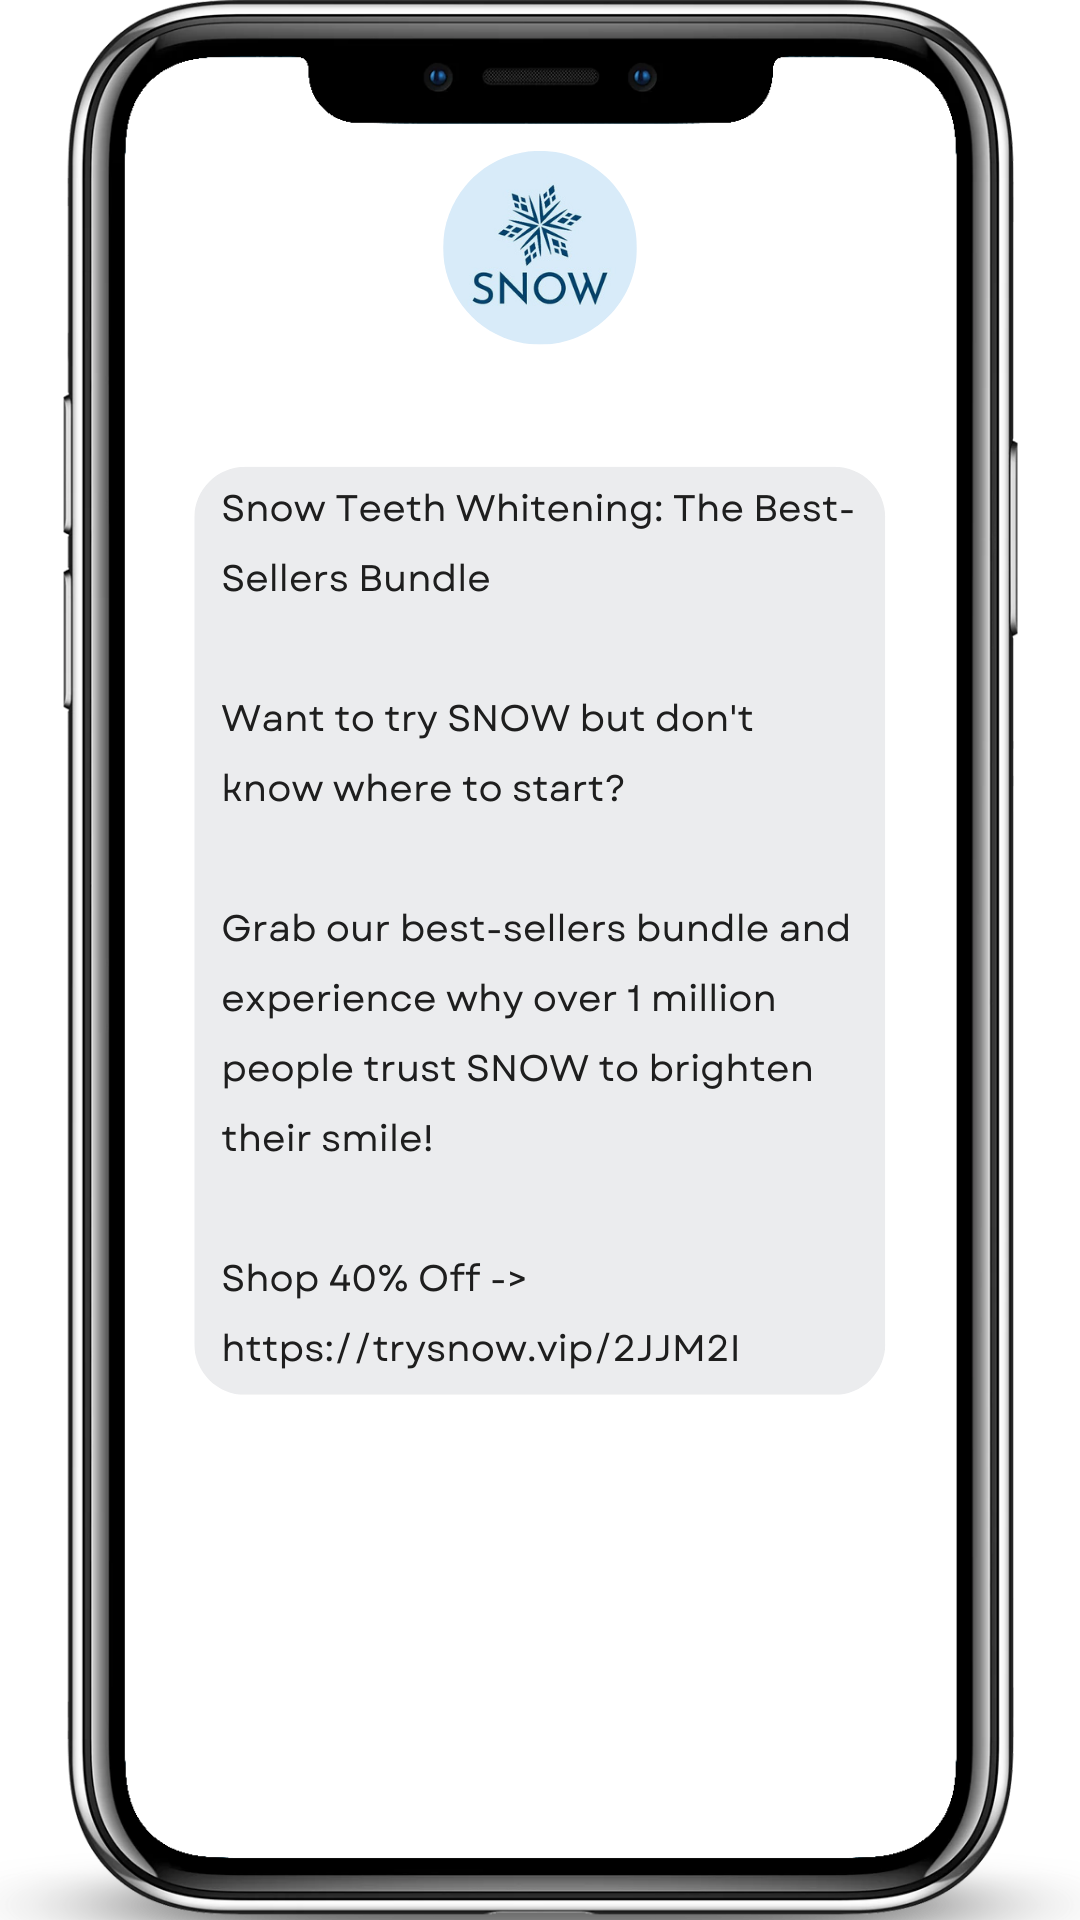 SNOW
Snow Teeth Whitening: The Best-
Sellers Bundle
Want to try SNOW but don't
know where to start?
Grab our best-sellers bundle and
experience why over 1 million
people trust SNOW to brighten
their smile!
Shop 40% Off ->
https://trysnow.vip/2JJM2I